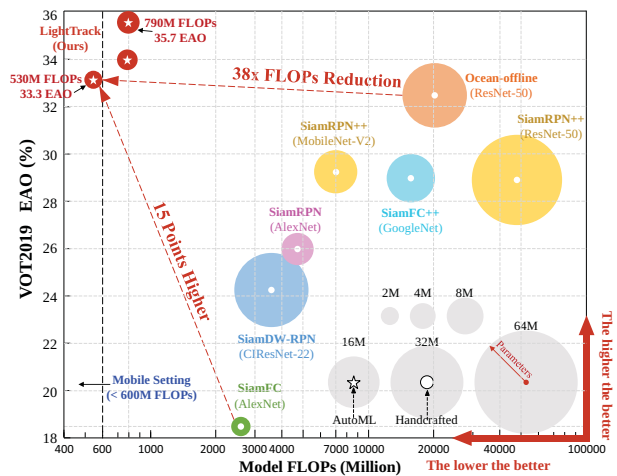 36
34
32
30
28
26
24
22
20
18
VOT2019 EAO (%)
LightTrack
(Ours)
790M FLOPs
35.7 EAO
530M FLOPs
33.3 EAO
38x FLOPs Reduction
Ocean-offline
(ResNet-50)
SiamRPN++
(MobileNet-V2)
SiamRPN++
(ResNet-50)
SiamFC++
(GoogleNet)
SiamRPN
(AlexNet)
15 Points Higher
SiamDW-RPN
(CIResNet-22)
SiamFC
(AlexNet)
Mobile Setting
(< 600M FLOPs)
2M 4M 8M
16M 32M 64M
Parameters
AutoML Handcrafted
The higher the better
400 600 1000 2000 3000 4000 7000 10000 20000 40000 100000
Model FLOPs (Million)
The lower the better